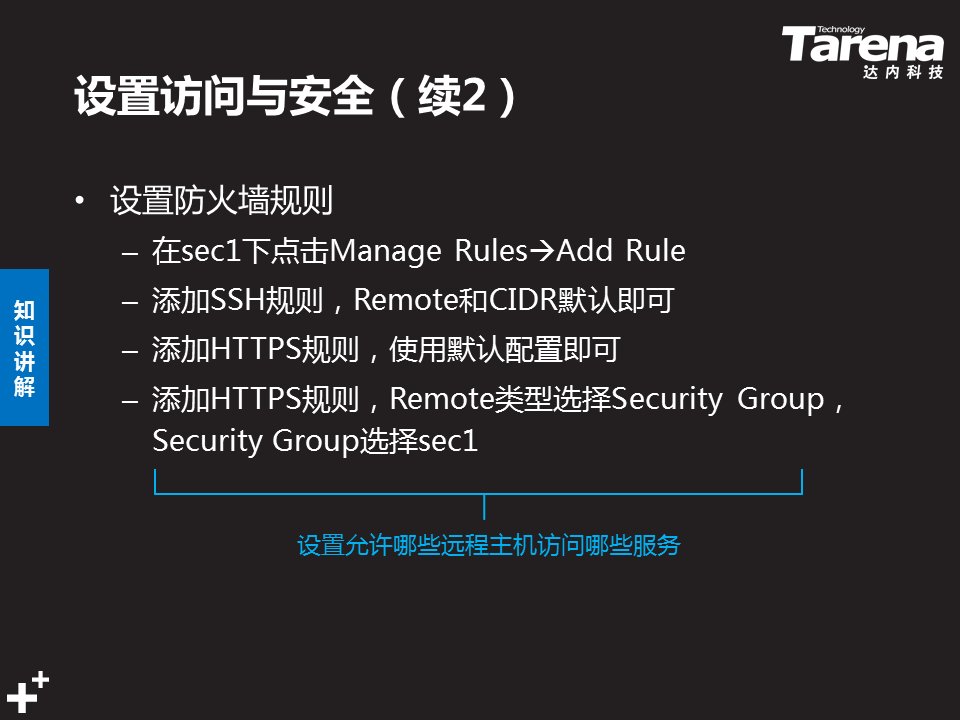 Technology
Tarena
达内科技
设置访问与安全（续2）
• 设置防火墙规则
– 在sec1下点击Manage Rules→Add Rule
– 添加SSH规则，Remote和CIDR默认即可
– 添加HTTPS规则，使用默认配置即可
– 添加HTTPS规则，Remote类型选择Security Group，
Security Group选择sec1
知识讲解
设置允许哪些远程主机访问哪些服务